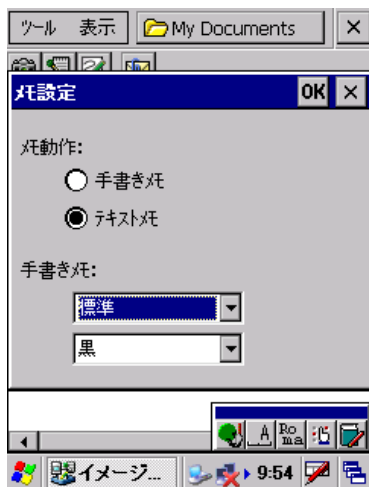 ツール 表示 My Documents
メモ設定 OK
メモ動作:
手書きメモ
テキストメモ
手書きメモ:
標準
黒
A Ro ma
イメージ... 9:54